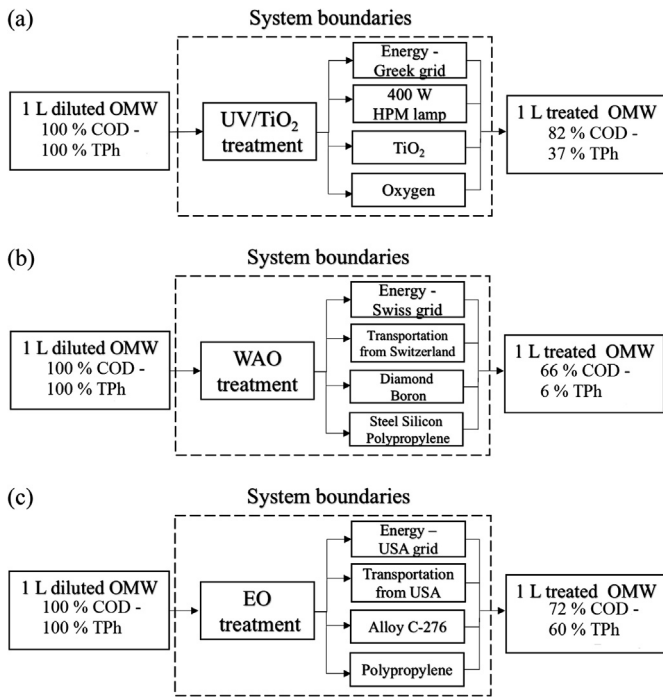 (a)
System boundaries
1 L diluted OMW
100 % COD -
100 % TPh
UV/TiO₂
treatment
Energy -
Greek grid
400 W
HPM lamp
TiO₂
Oxygen
1 L treated OMW
82 % COD -
37 % TPh
(b)
System boundaries
1 L diluted OMW
100 % COD -
100 % TPh
WAO
treatment
Energy -
Swiss grid
Transportation
from Switzerland
Diamond
Boron
Steel Silicon
Polypropylene
1 L treated OMW
66 % COD -
6 % TPh
(c)
System boundaries
1 L diluted OMW
100 % COD -
100 % TPh
EO
treatment
Energy –
USA grid
Transportation
from USA
Alloy C-276
Polypropylene
1 L treated OMW
72 % COD -
60 % TPh